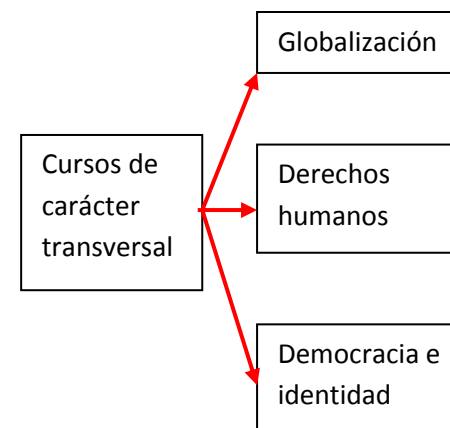 Globalización
Cursos de
carácter
transversal
Derechos
humanos
Democracia e
identidad